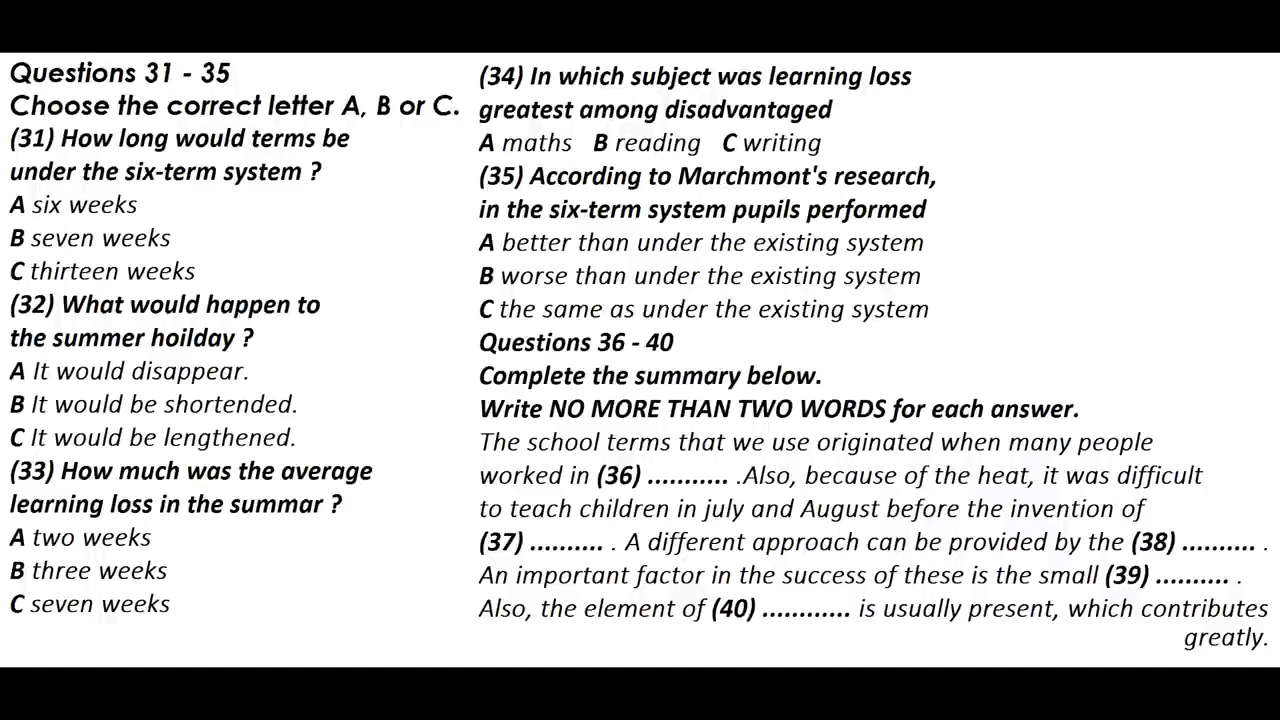 Questions 31 - 35
Choose the correct letter A, B or C.
(31) How long would terms be
under the six-term system ?
A six weeks
B seven weeks
C thirteen weeks
(32) What would happen to
the summer hoilday ?
A It would disappear.
B It would be shortended.
C It would be lengthened.
(33) How much was the average
learning loss in the summar ?
A two weeks
B three weeks
C seven weeks
(34) In which subject was learning loss
greatest among disadvantaged
A maths B reading C writing
(35) According to Marchmont's research,
in the six-term system pupils performed
A better than under the existing system
B worse than under the existing system
C the same as under the existing system
Questions 36 - 40
Complete the summary below.
Write NO MORE THAN TWO WORDS for each answer.
The school terms that we use originated when many people
worked in (36) ........... .Also, because of the heat, it was difficult
to teach children in july and August before the invention of
(37) .......... . A different approach can be provided by the (38) .......... .
An important factor in the success of these is the small (39) .......... .
Also, the element of (40) ............ is usually present, which contributes
greatly.